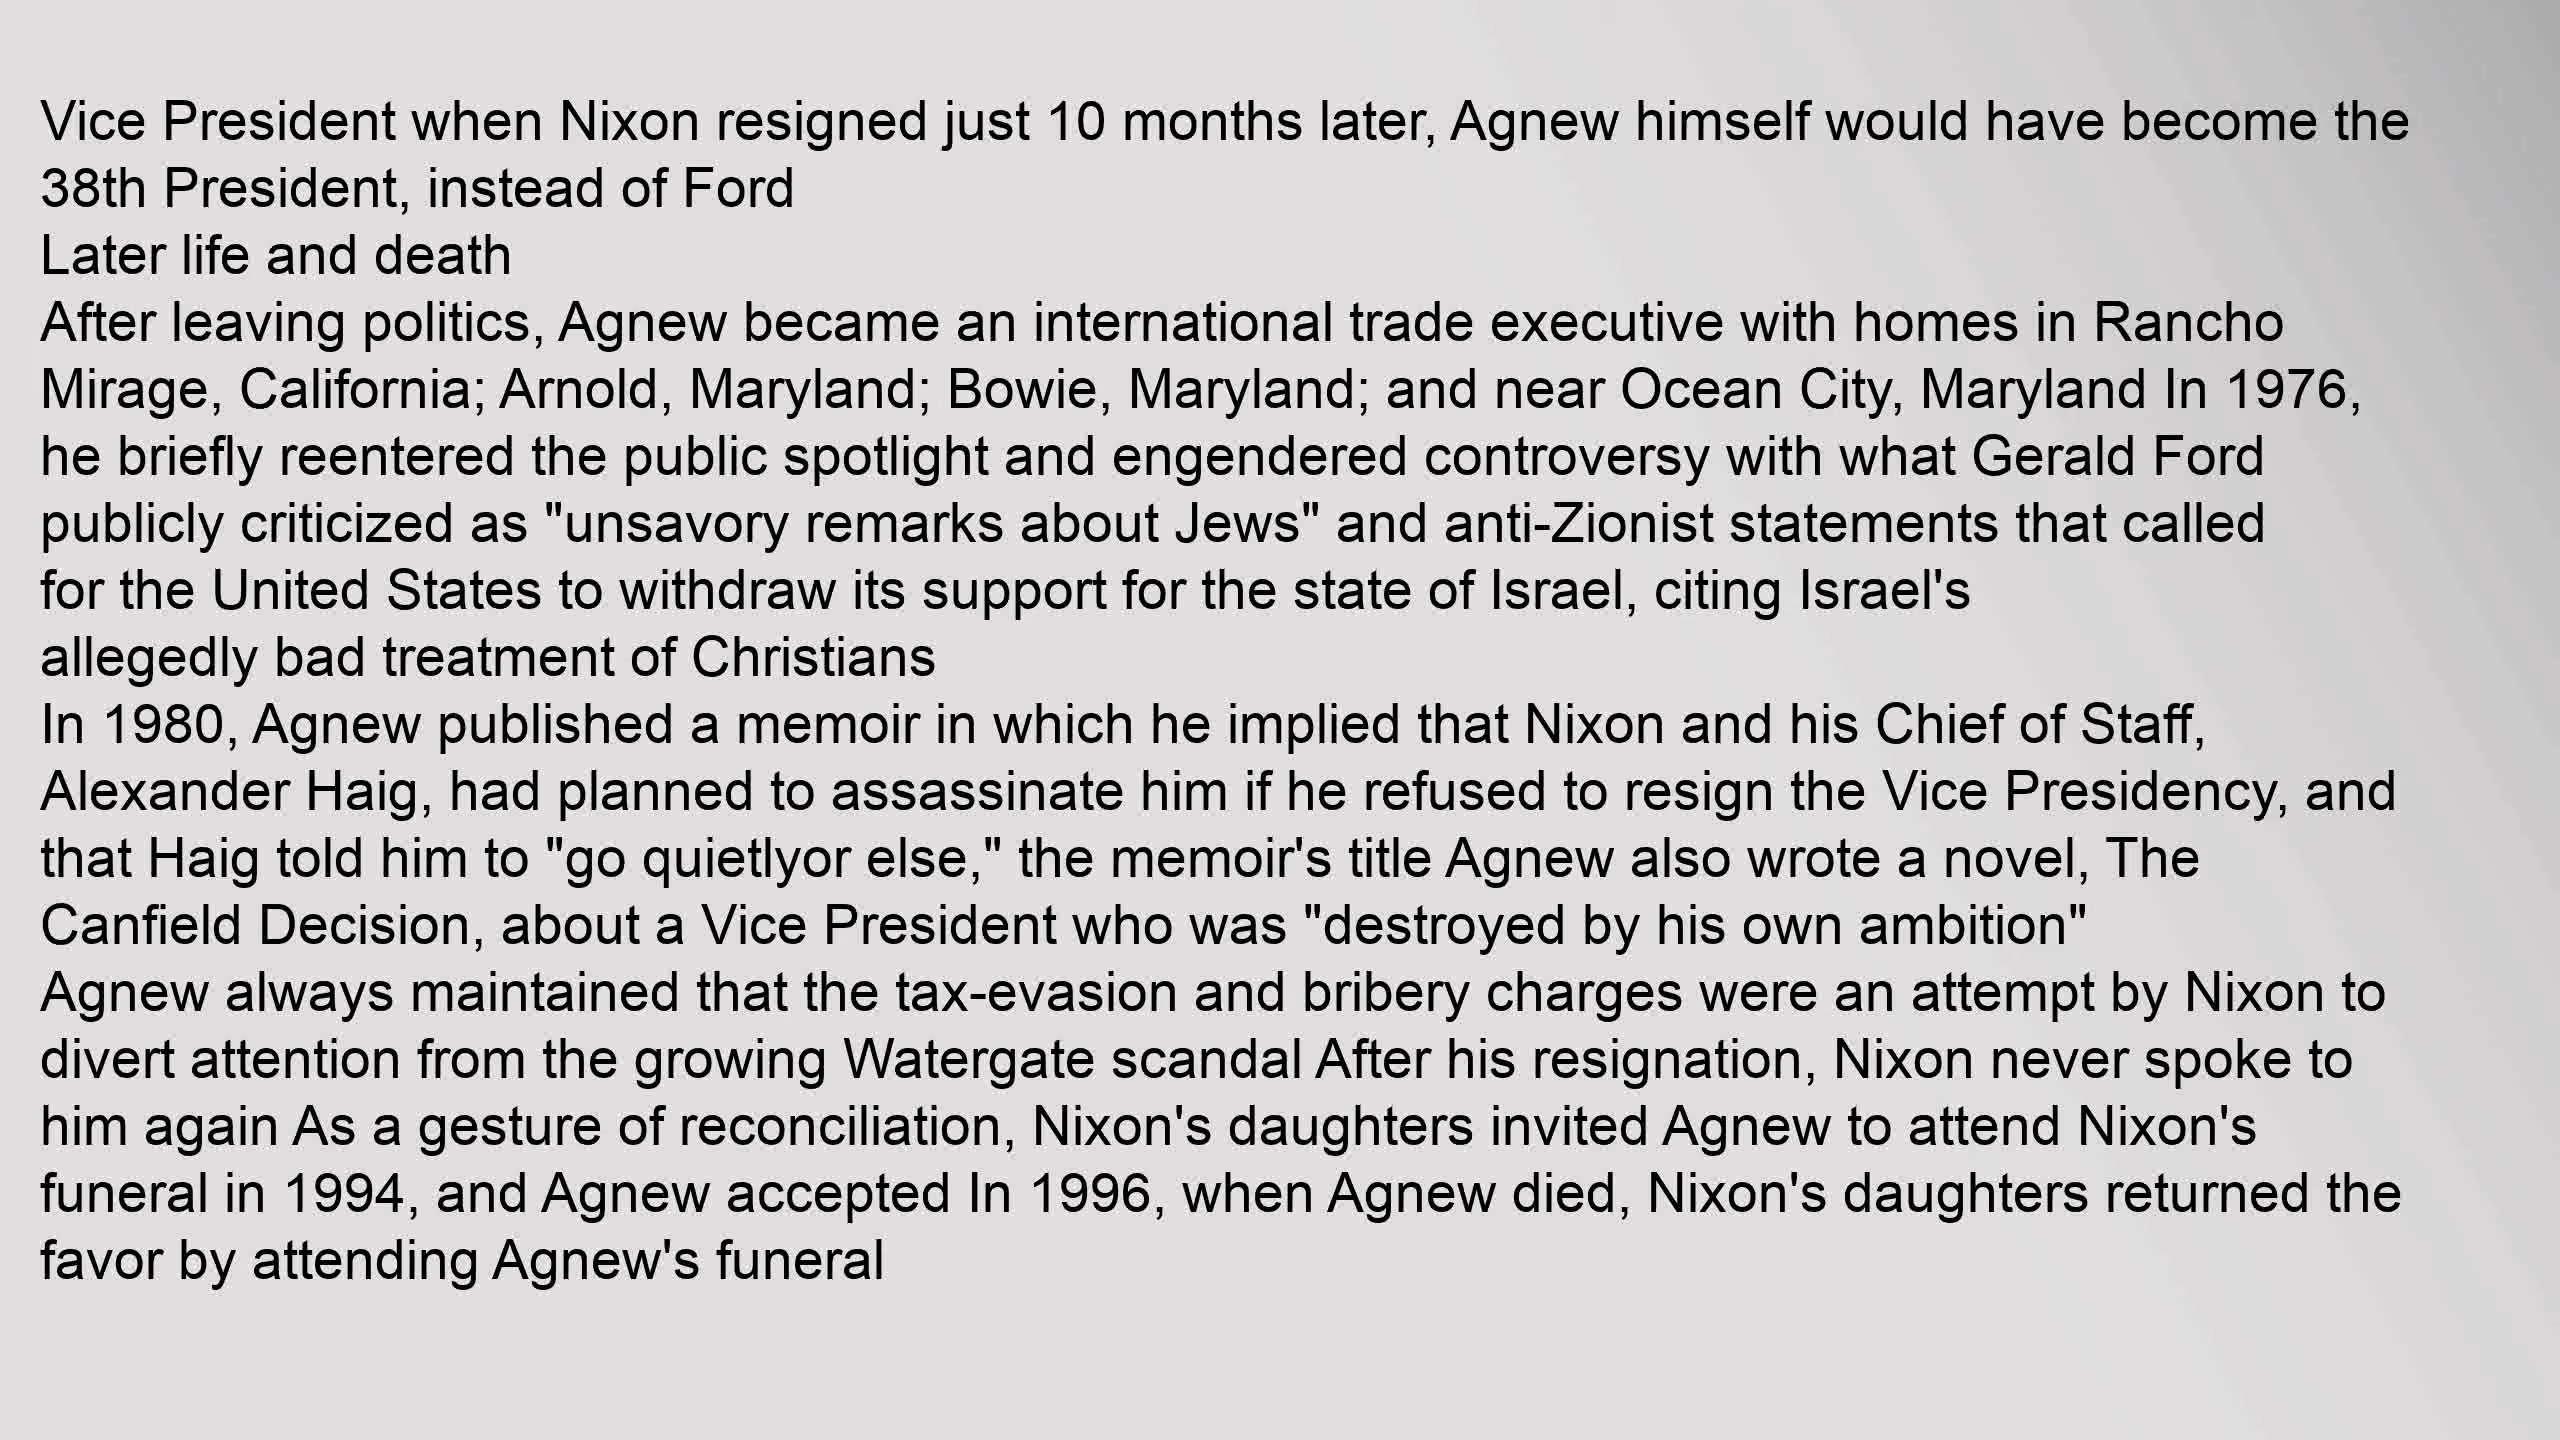 Vice President when Nixon resigned just 10 months later, Agnew himself would have become the
38th President, instead of Ford
Later life and death
After leaving politics, Agnew became an international trade executive with homes in Rancho
Mirage, California; Arnold, Maryland; Bowie, Maryland; and near Ocean City, Maryland In 1976,
he briefly reentered the public spotlight and engendered controversy with what Gerald Ford
publicly criticized as "unsavory remarks about Jews" and anti-Zionist statements that called
for the United States to withdraw its support for the state of Israel, citing Israel's
allegedly bad treatment of Christians
In 1980, Agnew published a memoir in which he implied that Nixon and his Chief of Staff,
Alexander Haig, had planned to assassinate him if he refused to resign the Vice Presidency, and
that Haig told him to "go quietlyor else," the memoir's title Agnew also wrote a novel, The
Canfield Decision, about a Vice President who was "destroyed by his own ambition"
Agnew always maintained that the tax-evasion and bribery charges were an attempt by Nixon to
divert attention from the growing Watergate scandal After his resignation, Nixon never spoke to
him again As a gesture of reconciliation, Nixon's daughters invited Agnew to attend Nixon's
funeral in 1994, and Agnew accepted In 1996, when Agnew died, Nixon's daughters returned the
favor by attending Agnew's funeral